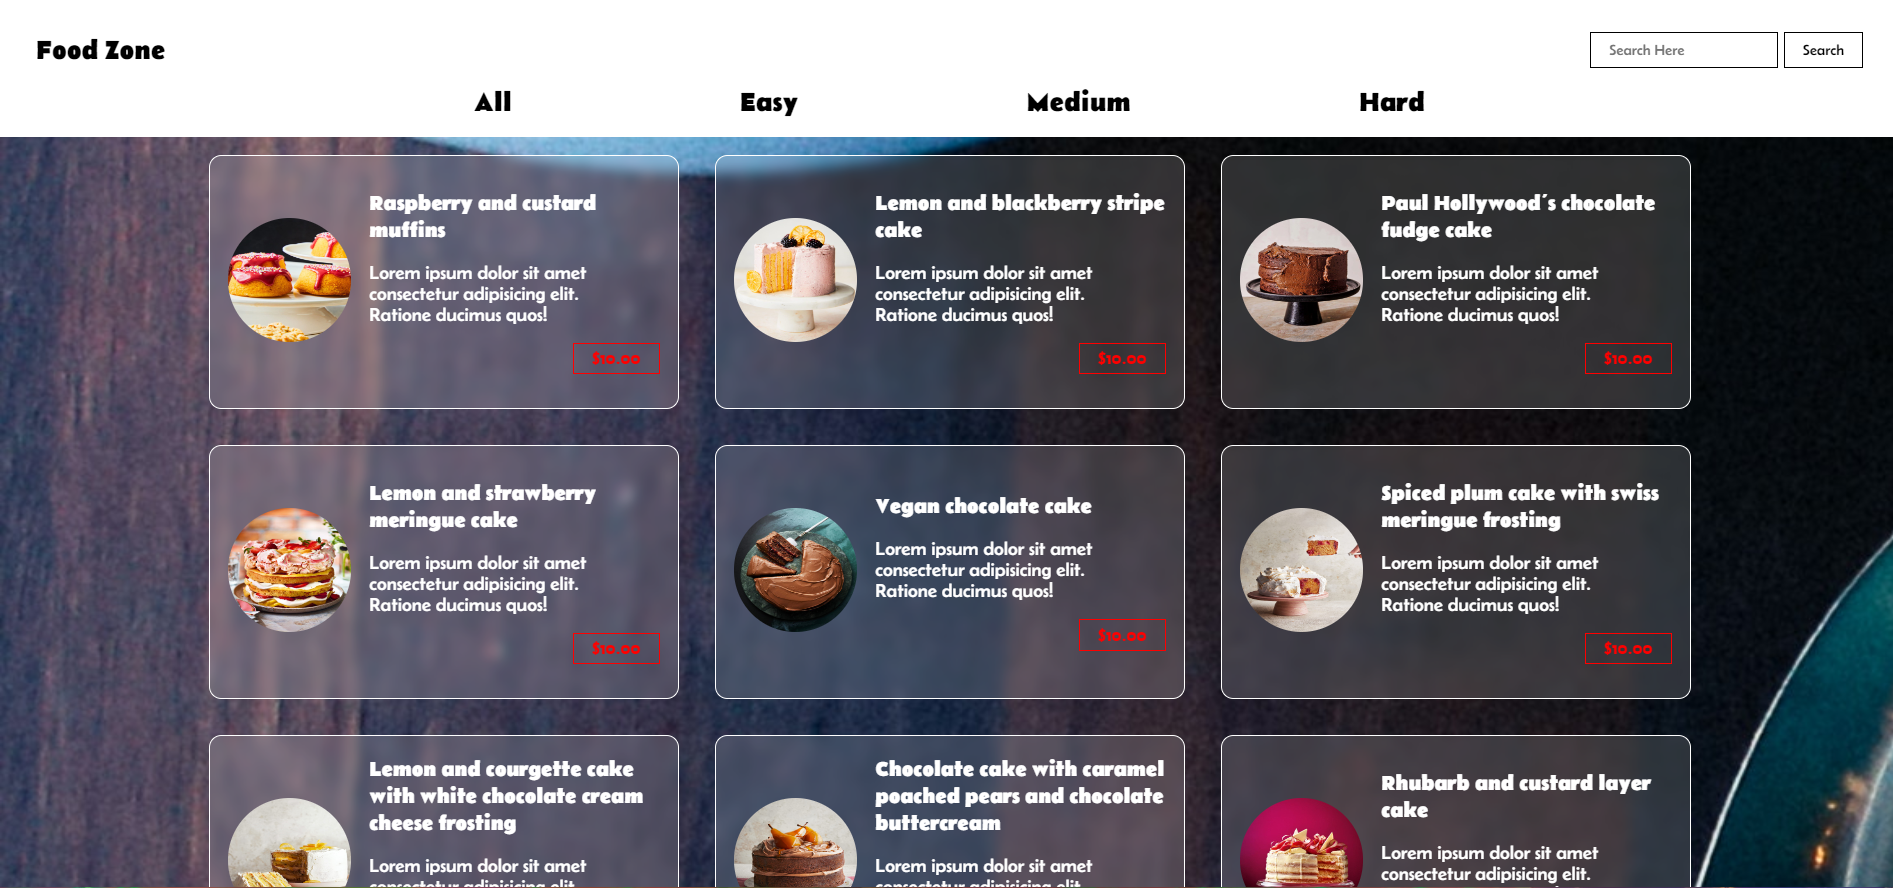 Food Zone
Search Here
Search
All
Easy
Medium
Hard
Raspberry and custard
muffins
Lorem ipsum dolor sit amet
consectetur adipisicing elit.
Ratione ducimus quos!
$10.00
Lemon and blackberry stripe
cake
Lorem ipsum dolor sit amet
consectetur adipisicing elit.
Ratione ducimus quos!
$10.00
Paul Hollywood´s chocolate
fudge cake
Lorem ipsum dolor sit amet
consectetur adipisicing elit.
Ratione ducimus quos!
$10.00
Lemon and strawberry
meringue cake
Lorem ipsum dolor sit amet
consectetur adipisicing elit.
Ratione ducimus quos!
$10.00
Vegan chocolate cake
Lorem ipsum dolor sit amet
consectetur adipisicing elit.
Ratione ducimus quos!
$10.00
Spiced plum cake with swiss
meringue frosting
Lorem ipsum dolor sit amet
consectetur adipisicing elit.
Ratione ducimus quos!
$10.00
Lemon and courgette cake
with white chocolate cream
cheese frosting
Lorem ipsum dolor sit amet
consectetur adipisicing elit.
Chocolate cake with caramel
poached pears and chocolate
buttercream
Lorem ipsum dolor sit amet
consectetur adipisicing elit.
Rhubarb and custard layer
cake
Lorem ipsum dolor sit amet
consectetur adipisicing elit.